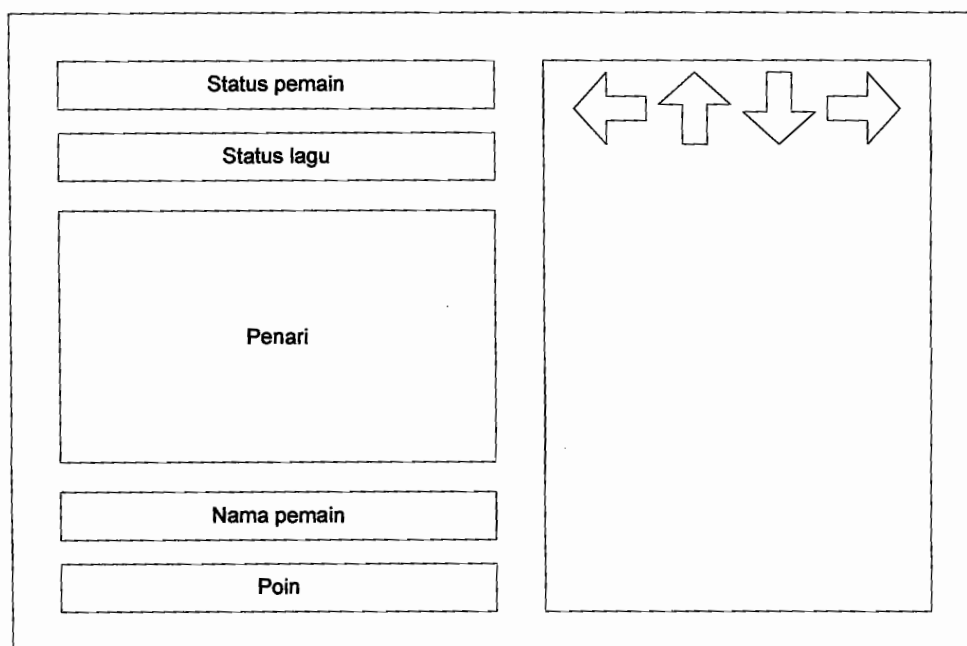 Status pemain
Status lagu
Penari
Nama pemain
Poin